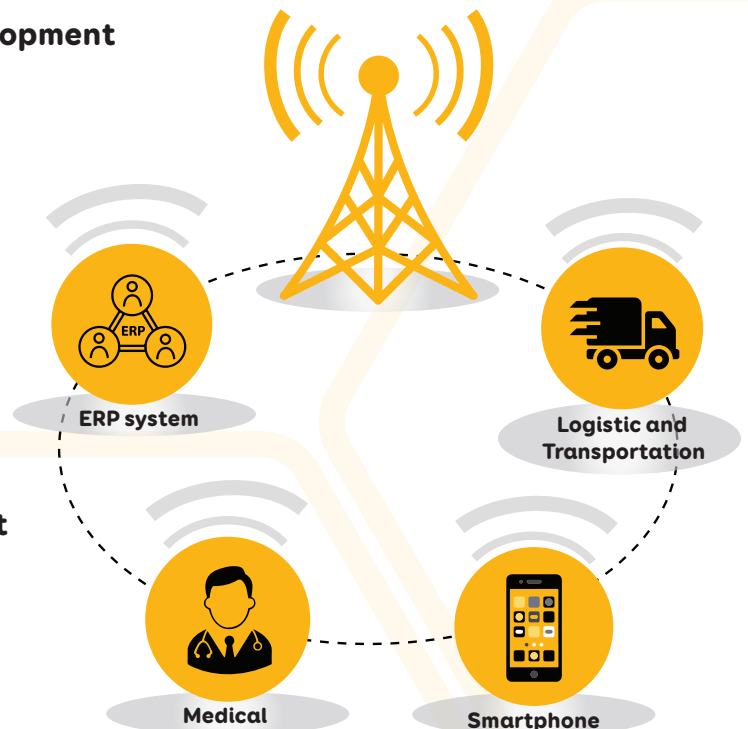 opment
ERP
ERP system
Logistic and
Transportation
t
Medical
Smartphone